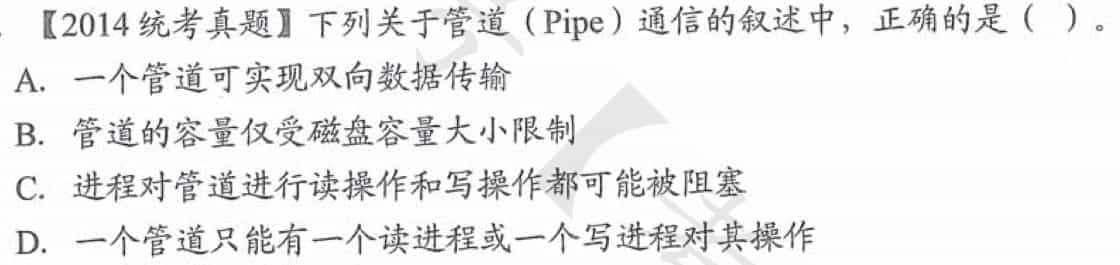 【2014统考真题】下列关于管道（Pipe）通信的叙述中，正确的是（ ）。
A. 一个管道可实现双向数据传输
B. 管道的容量仅受磁盘容量大小限制
C. 进程对管道进行读操作和写操作都可能被阻塞
D. 一个管道只能有一个读进程或一个写进程对其操作